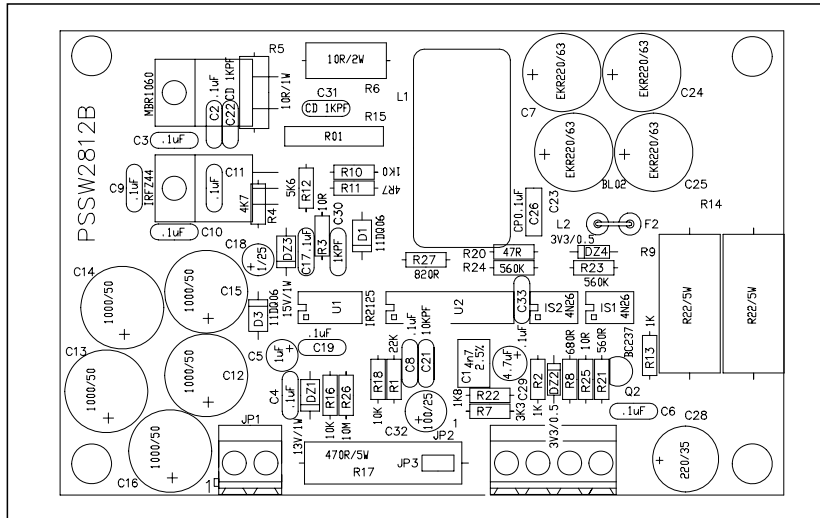 PSSW2812B
MBR1060
.1uF
C2
C22
CD 1KPF
R5
10R/1W
10R/2W
R6
C31
CD 1KPF
R15
R01
L1
C3
.1uF
C7
EKR220/63
EKR220/63
C24
EKR220/63
EKR220/63
C25
C9
.1uF
IRFZ44
.1uF
C11
4K7
R4
5K6
R12
R10
1K0
R11
4R7
10R
R3
C30
1KPF
D1
11DQ06
.1uF
C10
C18
1/25
DZ3
15V/1W
C17
.1uF
CP0.1uF
C26
C23
BL02
L2
F2
3V3/0.5
DZ4
R14
R9
R27
820R
R20
47R
R24
560K
R23
560K
C14
1000/50
1000/50
C15
D3
11DQ06
U1
IR2125
U2
C33
.1uF
IS2
4N26
IS1
4N26
R22/5W
R22/5W
C13
1000/50
1000/50
C12
C5
1uF
.1uF
C19
22K
.1uF
10KPF
C8
C21
R18
R1
10K
C1
4n7
2.5%
4.7uF
C29
R2
1K
DZ2
3V3/0.5
680R
R8
10R
R25
560R
R21
BC237
Q2
1K
R13
C4
.1uF
DZ1
13V/1W
R16
10K
R26
10M
100/25
C32
1K8
R22
R7
3K3
.1uF
C6
C28
220/35
1000/50
C16
JP1
1
470R/5W
R17
JP2
1
JP3